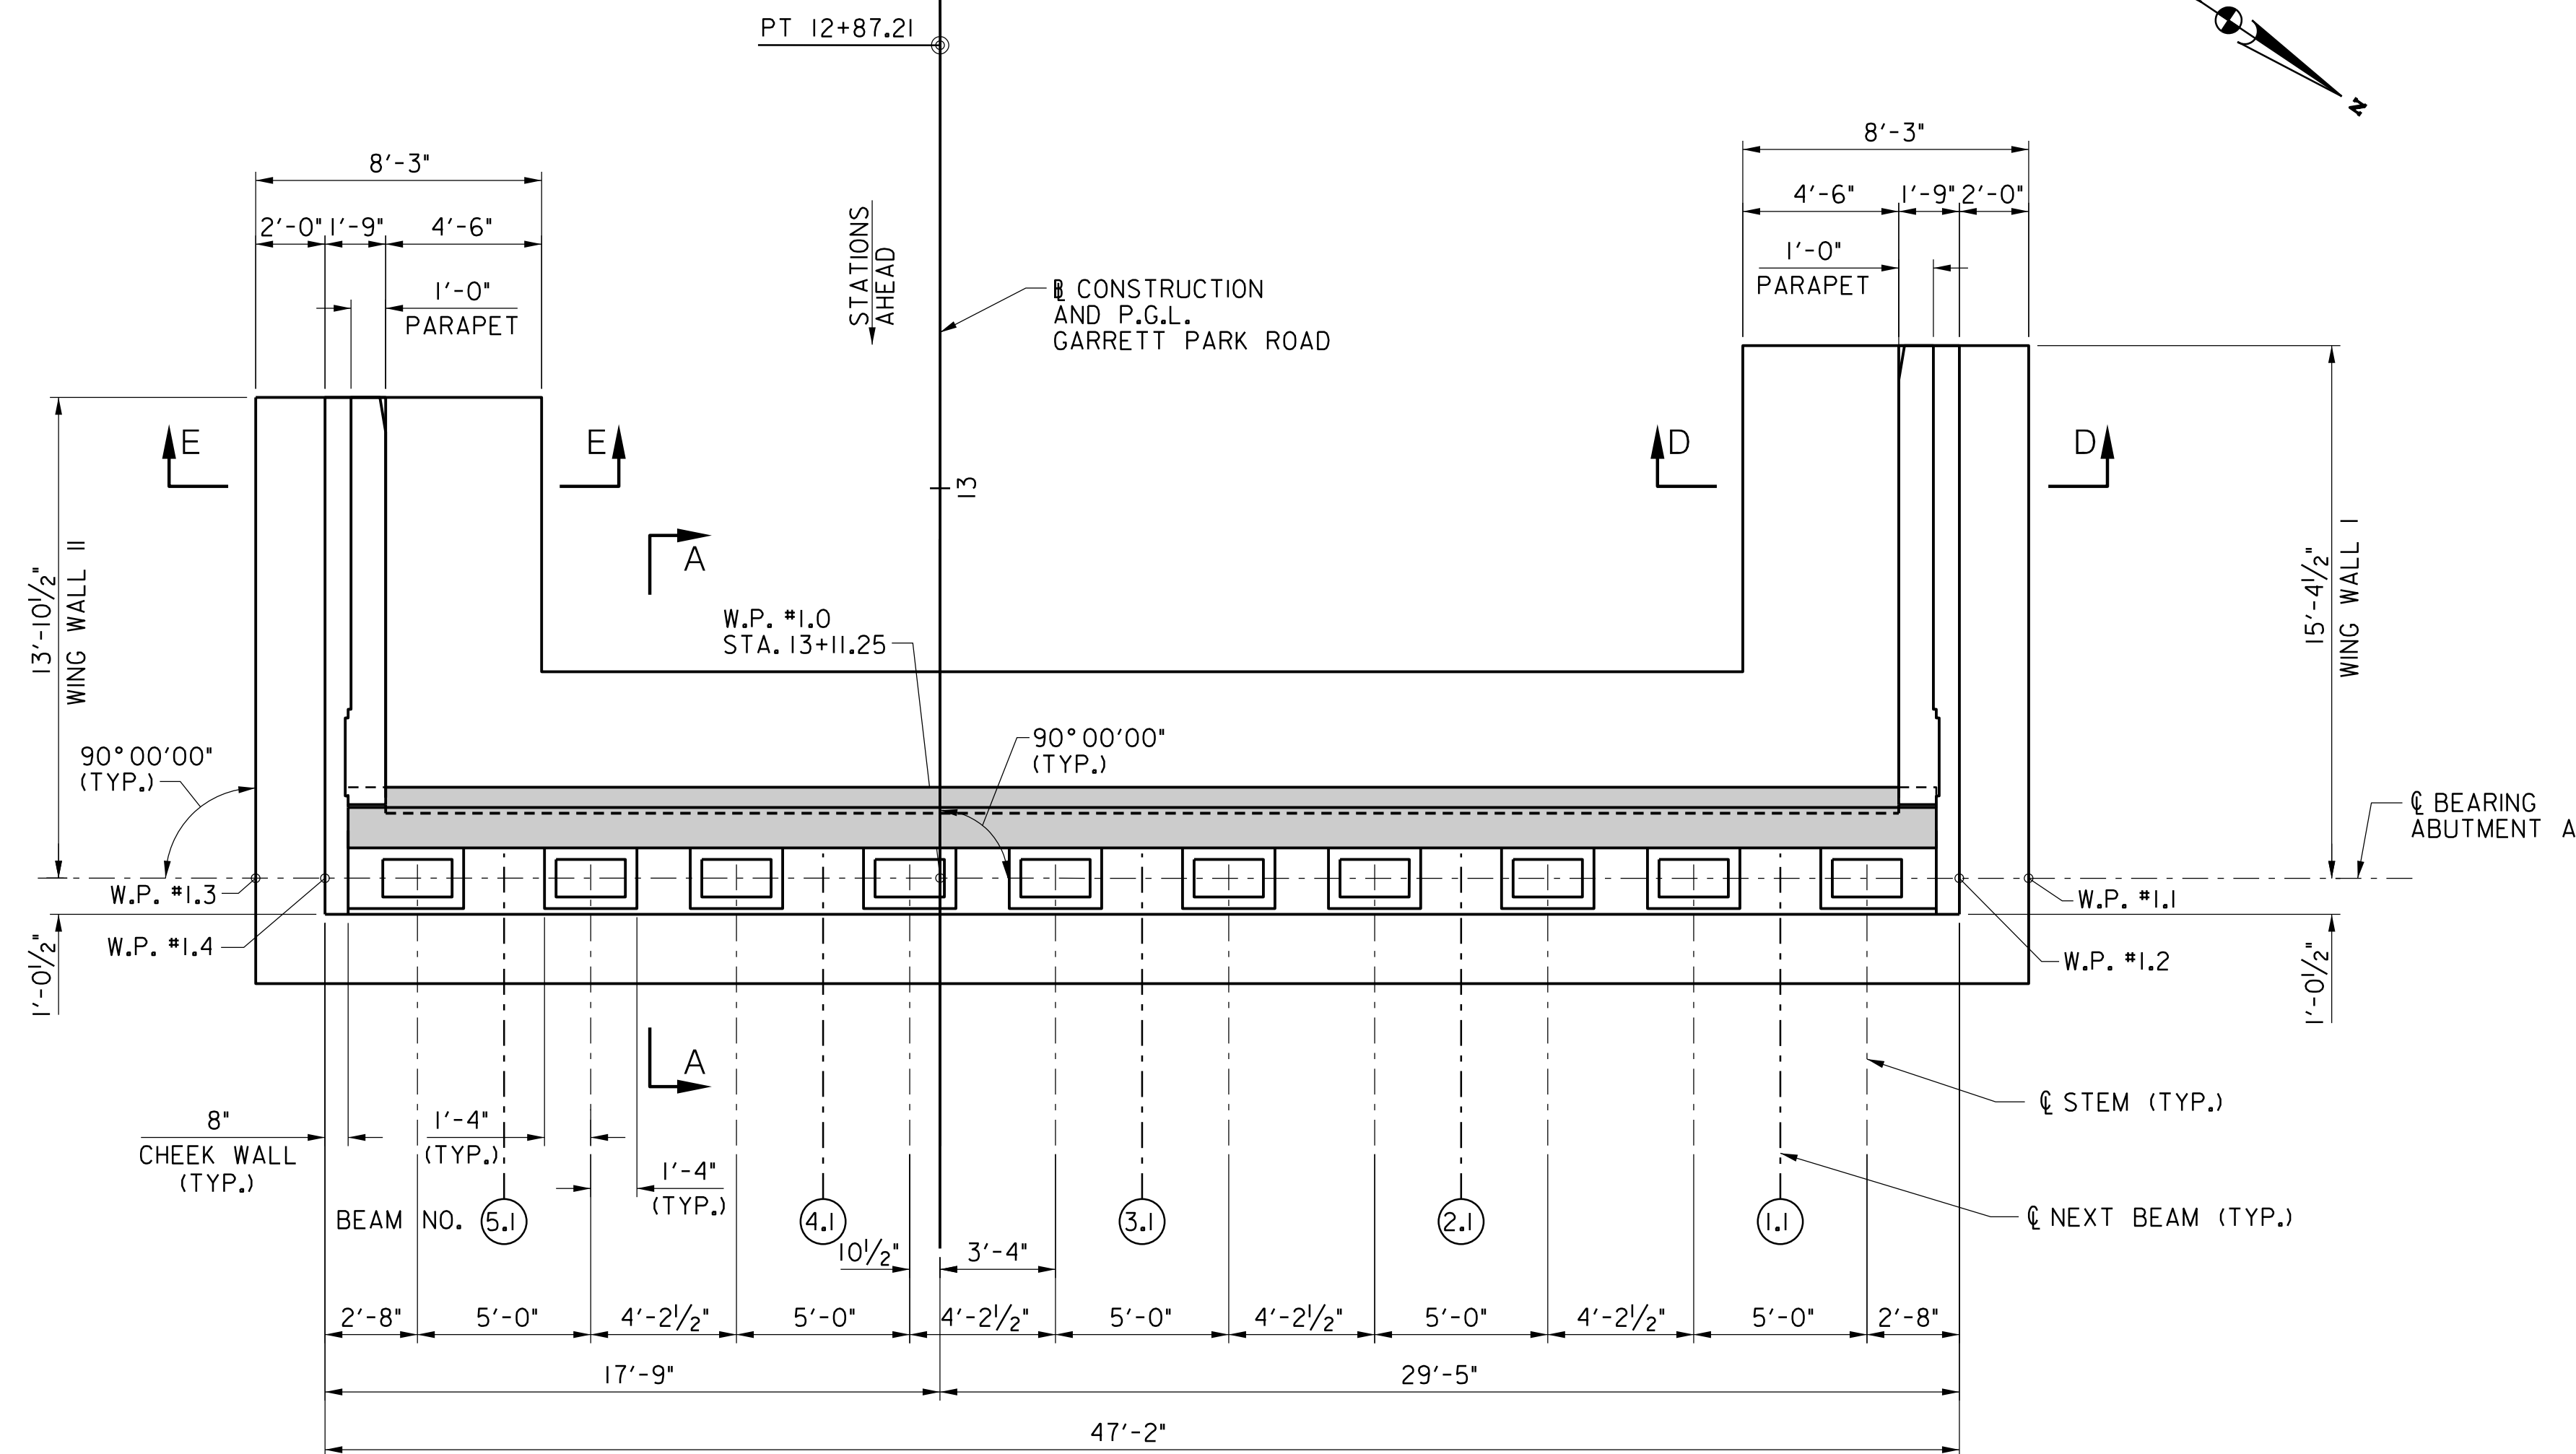 PT 12+87.21
N
8'-3"
8'-3"
2'-0" 1'-9" 4'-6"
4'-6" 1'-9" 2'-0"
1'-0"
PARAPET
1'-0"
PARAPET
STATIONS
AHEAD
℄ CONSTRUCTION
AND P.G.L.
GARRETT PARK ROAD
E
E
D
D
13
A
13'-10½"
WING WALL II
15'-4½"
WING WALL I
W.P. #1.0
STA. 13+11.25
90°00'00"
(TYP.)
90°00'00"
(TYP.)
℄ BEARING
ABUTMENT A
W.P. #1.3
W.P. #1.1
W.P. #1.4
W.P. #1.2
1'-0½"
1'-0½"
A
8"
CHEEK WALL
(TYP.)
1'-4"
(TYP.)
1'-4"
(TYP.)
℄ STEM (TYP.)
BEAM NO. 5.1 4.1 3.1 2.1 1.1
℄ NEXT BEAM (TYP.)
10½" 3'-4"
2'-8" 5'-0" 4'-2½" 5'-0" 4'-2½" 5'-0" 4'-2½" 5'-0" 4'-2½" 5'-0" 2'-8"
17'-9" 29'-5"
47'-2"